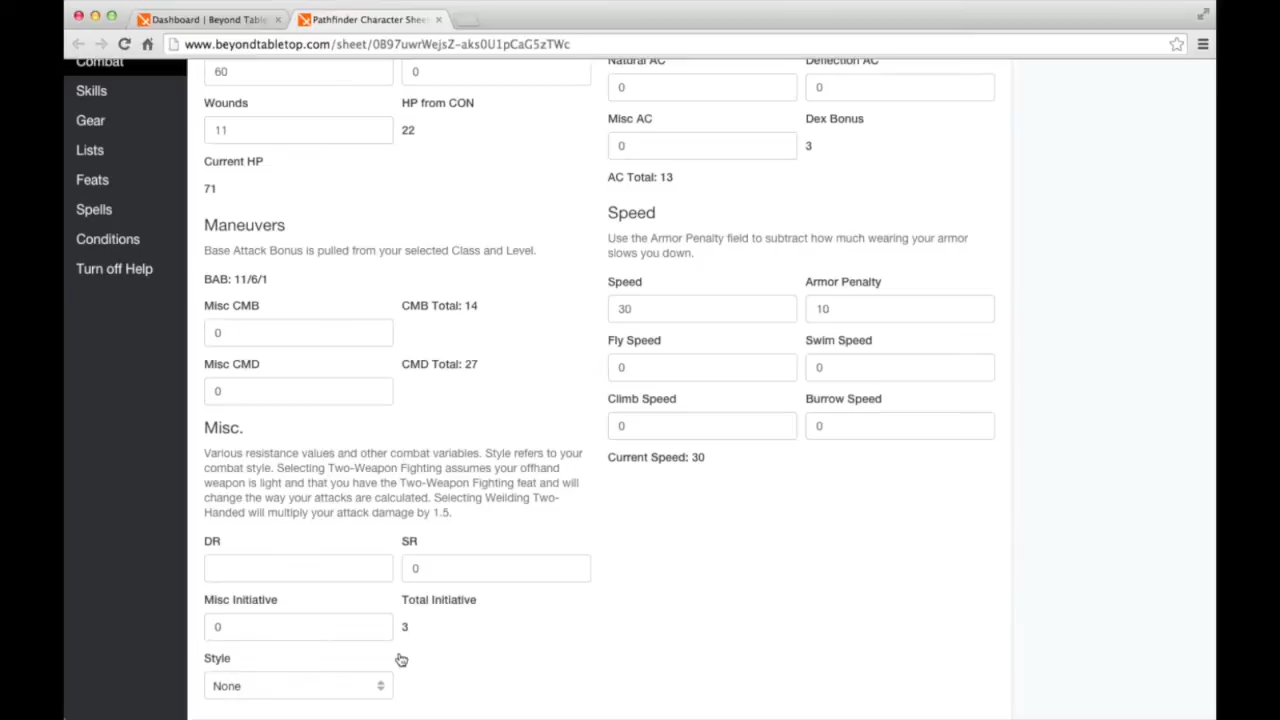 Dashboard | Beyond Table
Pathfinder Character Shee
www.beyondtabletop.com/sheet/0B97uwrWejsZ-aks0U1pCaG5zTWc
Combat
Skills
Gear
Lists
Feats
Spells
Conditions
Turn off Help
60
0
Wounds
HP from CON
11
22
Current HP
71
Maneuvers
Base Attack Bonus is pulled from your selected Class and Level.
BAB: 11/6/1
Misc CMB
CMB Total: 14
0
Misc CMD
CMD Total: 27
0
Misc.
Various resistance values and other combat variables. Style refers to your
combat style. Selecting Two-Weapon Fighting assumes your offhand
weapon is light and that you have the Two-Weapon Fighting feat and will
change the way your attacks are calculated. Selecting Weilding Two-
Handed will multiply your attack damage by 1.5.
DR
SR
0
Misc Initiative
Total Initiative
0
3
Style
None
Natural AC
Deflection AC
0
0
Misc AC
Dex Bonus
0
3
AC Total: 13
Speed
Use the Armor Penalty field to subtract how much wearing your armor
slows you down.
Speed
Armor Penalty
30
10
Fly Speed
Swim Speed
0
0
Climb Speed
Burrow Speed
0
0
Current Speed: 30